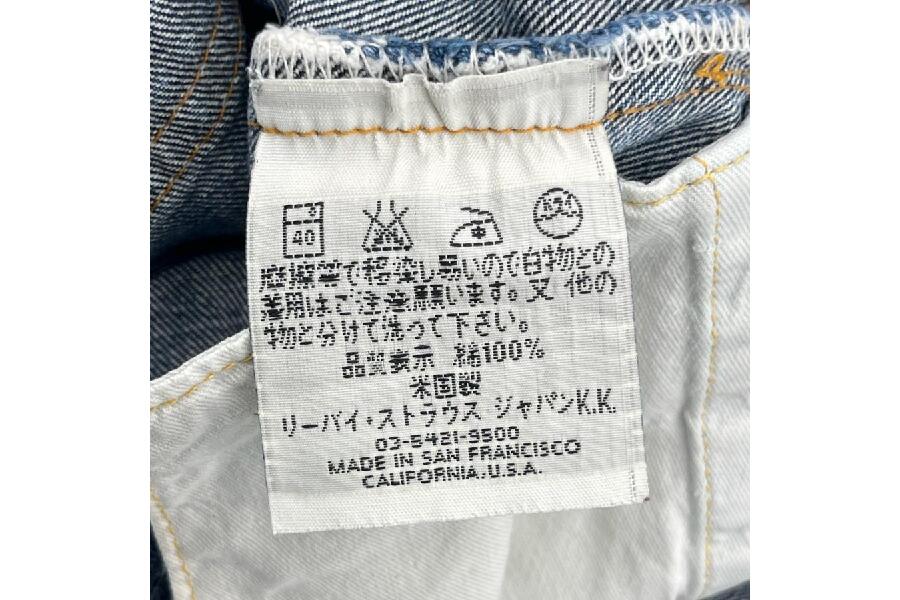 40
摩擦等で移染し易いので白物との
着用はご注意願います。又 他の
物と分けて洗って下さい。
品質表示 綿100%
米国製
リーバイ・ストラウス ジャパンK.K.
03-5421-9500
MADE IN SAN FRANCISCO
CALIFORNIA.U.S.A.